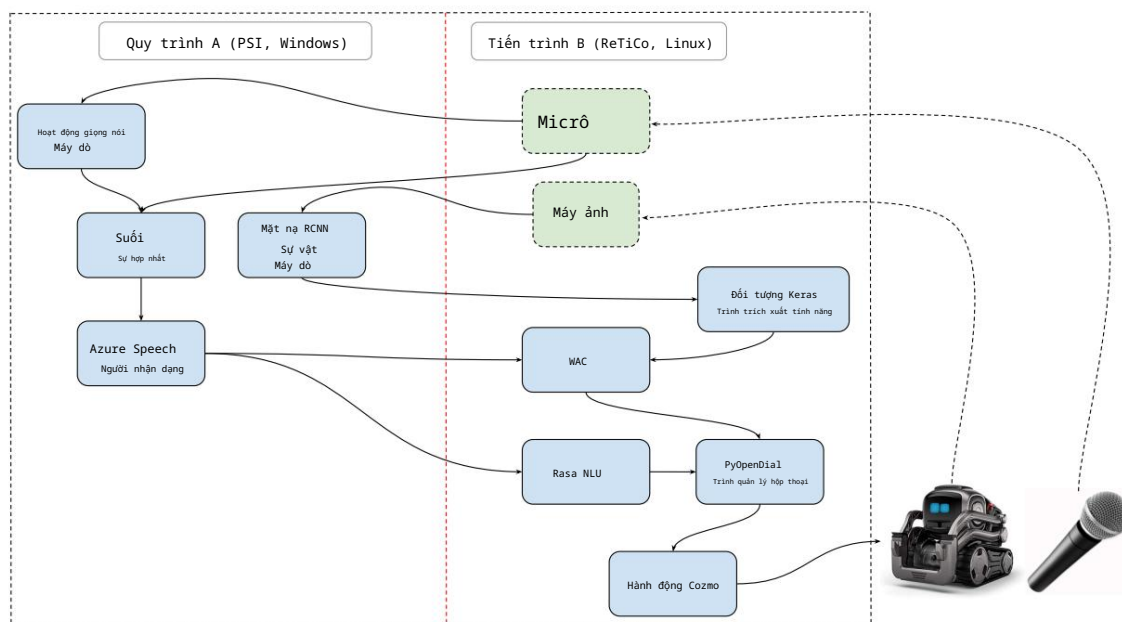 Quy trình A (PSI, Windows)
Tiến trình B (ReTiCo, Linux)
Hoạt động giọng nói
Máy dò
Micrô
Máy ảnh
Suối
Sự hợp nhất
Mặt nạ RCNN
Sự vật
Máy dò
Đối tượng Keras
Trình trích xuất tính năng
Azure Speech
Người nhận dạng
WAC
Rasa NLU
PyOpenDial
Trình quản lý hộp thoại
Hành động Cozmo